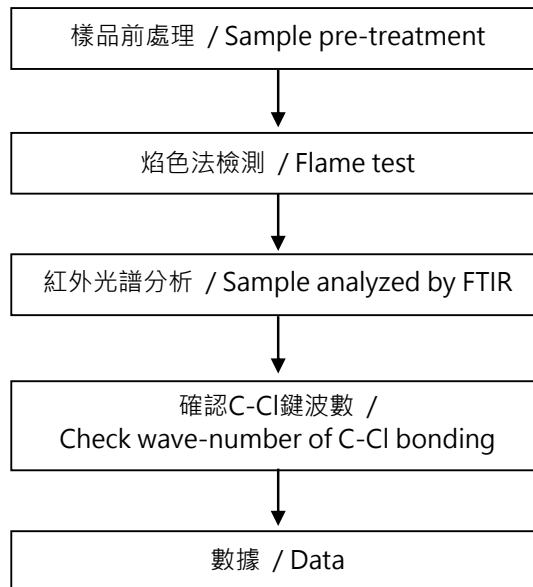 樣品前處理 / Sample pre-treatment
焰色法檢測 / Flame test
紅外光譜分析 / Sample analyzed by FTIR
確認C-Cl鍵波數 /
Check wave-number of C-Cl bonding
數據 / Data